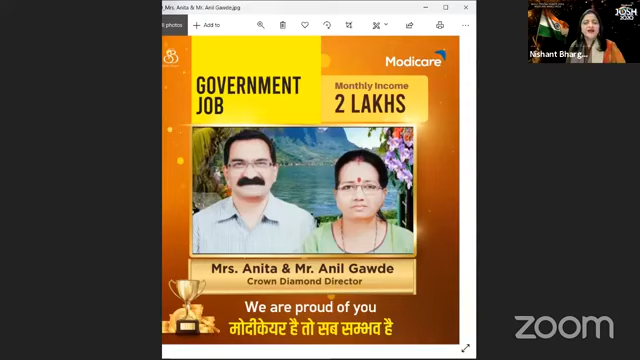 Mrs. Anita & Mr. Anil Gawde.jpg
photos
Add to
Modicare
GOVERNMENT
JOB
Monthly Income
2 LAKHS
Mrs. Anita & Mr. Anil Gawde
Crown Diamond Director
We are proud of you
मोदीकेयर है तो सब सम्भव है
JOSH
Nishant Bharg...
zoom